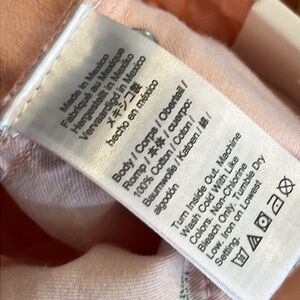 Made in Mexico
Fabriqué au Mexique
Hergestellt in Mexiko
Vervaardigd in Mexiko
メキシコ製
hecho en méxico
Body / Corps / Oberteil /
Romp / 本体 / cuerpo:
100% Cotton / Coton /
Baumwolle / Katoen / 綿 /
algodón
Turn Inside Out. Machine
Wash Cold With Like
Colors. Non-Chlorine
Bleach Only. Tumble Dry
Low. Iron on Lowest
Setting.